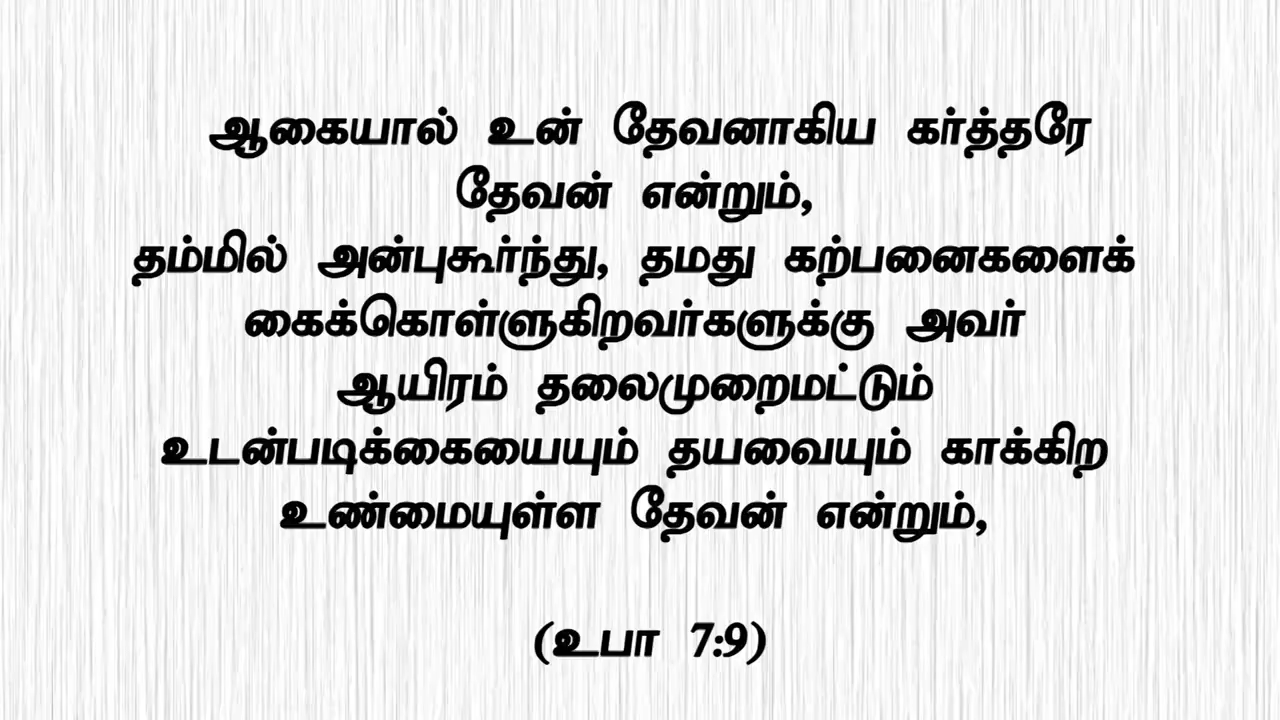 ஆகையால் உன் தேவனாகிய கர்த்தரே
தேவன் என்றும்,
தம்மில் அன்புகூர்ந்து, தமது கற்பனைகளைக்
கைக்கொள்ளுகிறவர்களுக்கு அவர்
ஆயிரம் தலைமுறைமட்டும்
உடன்படிக்கையையும் தயவையும் காக்கிற
உண்மையுள்ள தேவன் என்றும்,
(உபா 7:9)